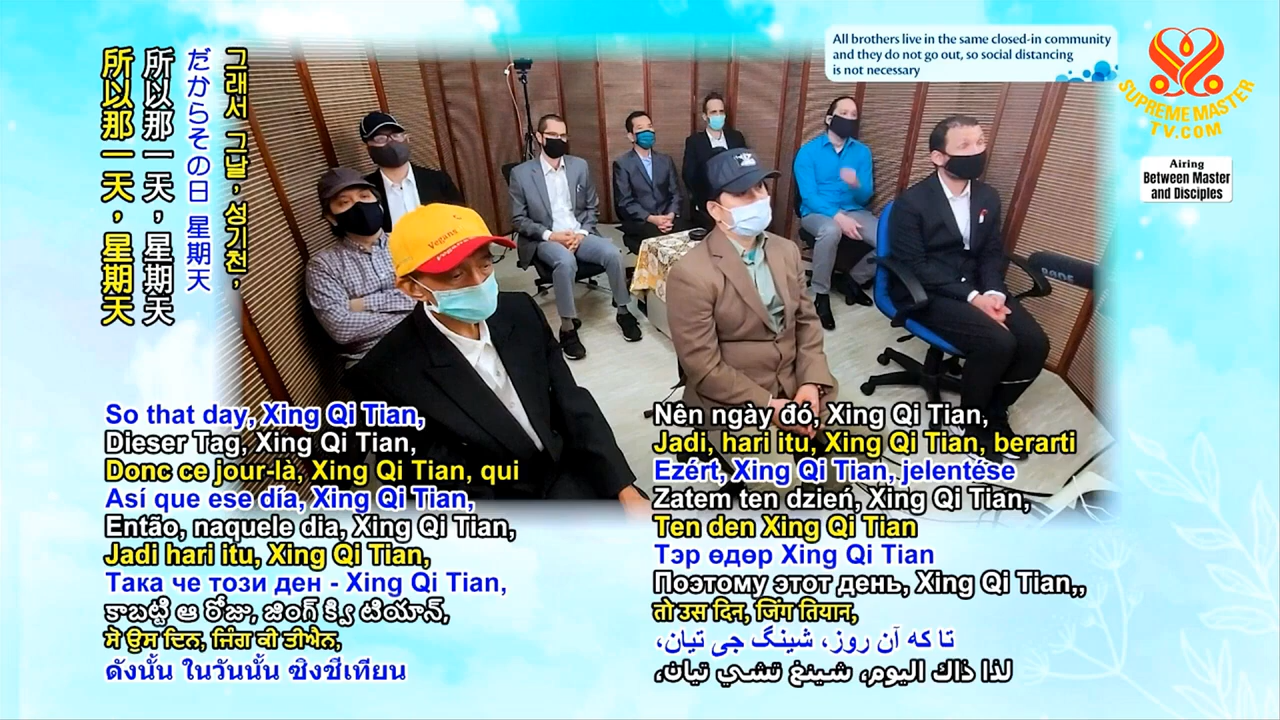 그래서 그날, 성기천,
だからその日 星期天
所以那一天，星期天
所以那一天，星期天
All brothers live in the same closed-in community
and they do not go out, so social distancing
is not necessary
SUPREME MASTER
TV.COM
Airing
Between Master
and Disciples
Vegans
So that day, Xing Qi Tian,
Dieser Tag, Xing Qi Tian,
Donc ce jour-là, Xing Qi Tian, qui
Así que ese día, Xing Qi Tian,
Então, naquele dia, Xing Qi Tian,
Jadi hari itu, Xing Qi Tian,
Така че този ден - Xing Qi Tian,
కాబట్టి ఆ రోజు, జింగ్ క్వి టియాన్,
ਸੋ ਉਸ ਦਿਨ, ਜਿੰਗ ਕੀ ਤੀਐਨ,
ดังนั้น ในวันนั้น ซิงชีเทียน
Nên ngày đó, Xing Qi Tian,
Jadi, hari itu, Xing Qi Tian, berarti
Ezért, Xing Qi Tian, jelentése
Zatem ten dzień, Xing Qi Tian,
Ten den Xing Qi Tian
Тэр өдөр Xing Qi Tian
Поэтому этот день, Xing Qi Tian,,
तो उस दिन, जिंग तियान,
تا که آن روز، شینگ جی تیان،
لذا ذاك اليوم، شينغ تشي تيان،